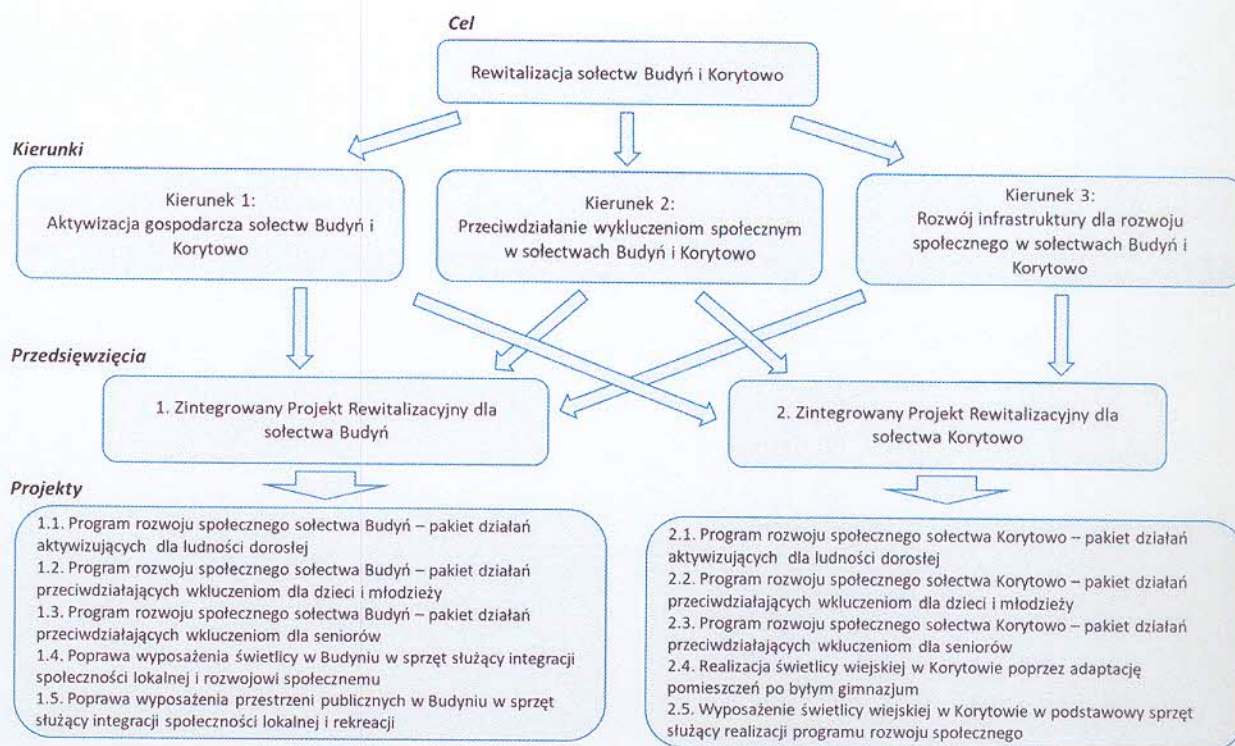 Cel
Rewitalizacja sołectw Budyń i Korytowo
Kierunki
Kierunek 1:
Aktywizacja gospodarcza sołectw Budyń i
Korytowo
Kierunek 2:
Przeciwdziałanie wykluczeniom społecznym
w sołectwach Budyń i Korytowo
Kierunek 3:
Rozwój infrastruktury dla rozwoju
społecznego w sołectwach Budyń i
Korytowo
Przedsięwzięcia
1. Zintegrowany Projekt Rewitalizacyjny dla
sołectwa Budyń
2. Zintegrowany Projekt Rewitalizacyjny dla
sołectwa Korytowo
Projekty
1.1. Program rozwoju społecznego sołectwa Budyń – pakiet działań
aktywizujących dla ludności dorosłej
1.2. Program rozwoju społecznego sołectwa Budyń – pakiet działań
przeciwdziałających wkluczeniom dla dzieci i młodzieży
1.3. Program rozwoju społecznego sołectwa Budyń – pakiet działań
przeciwdziałających wkluczeniom dla seniorów
1.4. Poprawa wyposażenia świetlicy w Budyniu w sprzęt służący integracji
społeczności lokalnej i rozwojowi społecznemu
1.5. Poprawa wyposażenia przestrzeni publicznych w Budyniu w sprzęt
służący integracji społeczności lokalnej i rekreacji
2.1. Program rozwoju społecznego sołectwa Korytowo – pakiet działań
aktywizujących dla ludności dorosłej
2.2. Program rozwoju społecznego sołectwa Korytowo – pakiet działań
przeciwdziałających wkluczeniom dla dzieci i młodzieży
2.3. Program rozwoju społecznego sołectwa Korytowo – pakiet działań
przeciwdziałających wkluczeniom dla seniorów
2.4. Realizacja świetlicy wiejskiej w Korytowie poprzez adaptację
pomieszczeń po byłym gimnazjum
2.5. Wyposażenie świetlicy wiejskiej w Korytowie w podstawowy sprzęt
służący realizacji programu rozwoju społecznego